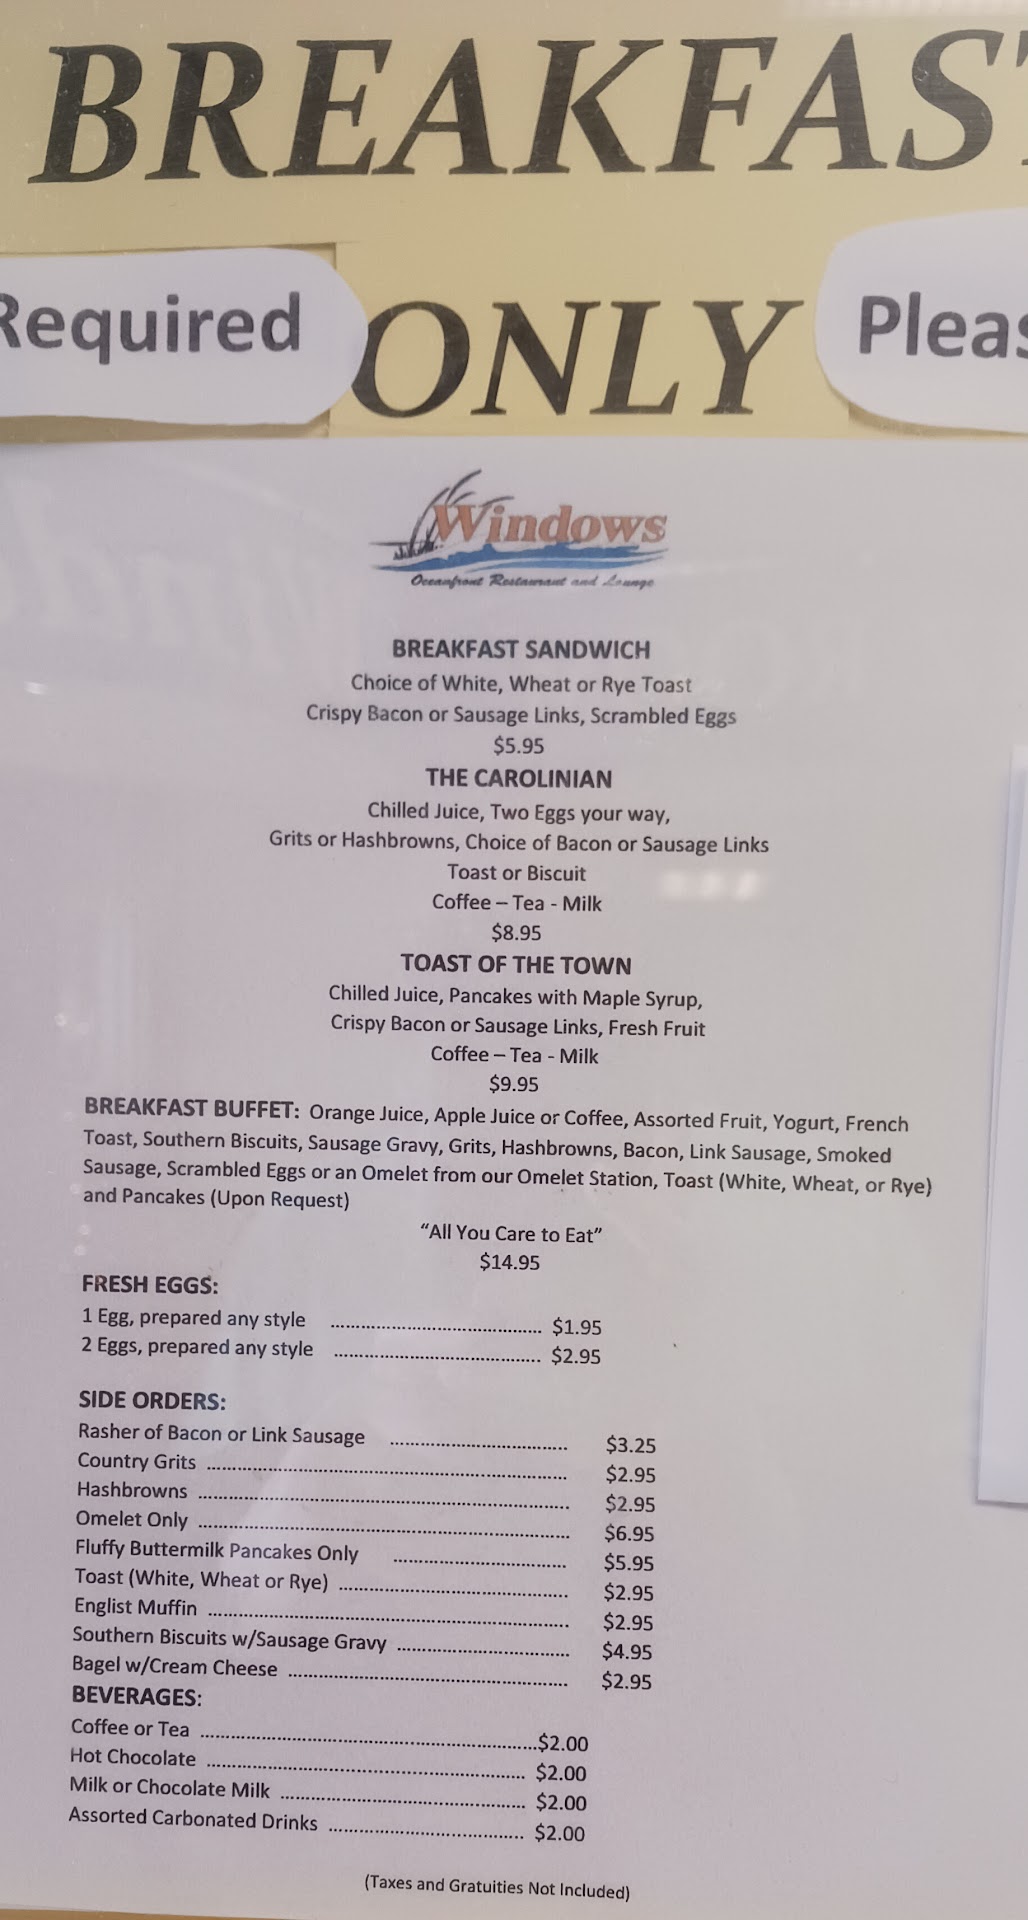 BREAKFAST
Required
ONLY
Pleas
Windows
Oceanfront Restaurant and Lounge
BREAKFAST SANDWICH
Choice of White, Wheat or Rye Toast
Crispy Bacon or Sausage Links, Scrambled Eggs
$5.95
THE CAROLINIAN
Chilled Juice, Two Eggs your way,
Grits or Hashbrowns, Choice of Bacon or Sausage Links
Toast or Biscuit
Coffee – Tea - Milk
$8.95
TOAST OF THE TOWN
Chilled Juice, Pancakes with Maple Syrup,
Crispy Bacon or Sausage Links, Fresh Fruit
Coffee – Tea - Milk
$9.95
BREAKFAST BUFFET: Orange Juice, Apple Juice or Coffee, Assorted Fruit, Yogurt, French
Toast, Southern Biscuits, Sausage Gravy, Grits, Hashbrowns, Bacon, Link Sausage, Smoked
Sausage, Scrambled Eggs or an Omelet from our Omelet Station, Toast (White, Wheat, or Rye)
and Pancakes (Upon Request)
“All You Care to Eat”
$14.95
FRESH EGGS:
1 Egg, prepared any style ........................................ $1.95
2 Eggs, prepared any style ....................................... $2.95
SIDE ORDERS:
Rasher of Bacon or Link Sausage .................................. $3.25
Country Grits .................................................................... $2.95
Hashbrowns ...................................................................... $2.95
Omelet Only ...................................................................... $6.95
Fluffy Buttermilk Pancakes Only ................................. $5.95
Toast (White, Wheat or Rye) ............................................ $2.95
Englist Muffin .................................................................... $2.95
Southern Biscuits w/Sausage Gravy ................................. $4.95
Bagel w/Cream Cheese ..................................................... $2.95
BEVERAGES:
Coffee or Tea ................................................................$2.00
Hot Chocolate ............................................................. $2.00
Milk or Chocolate Milk ............................................... $2.00
Assorted Carbonated Drinks ..................................... $2.00
(Taxes and Gratuities Not Included)